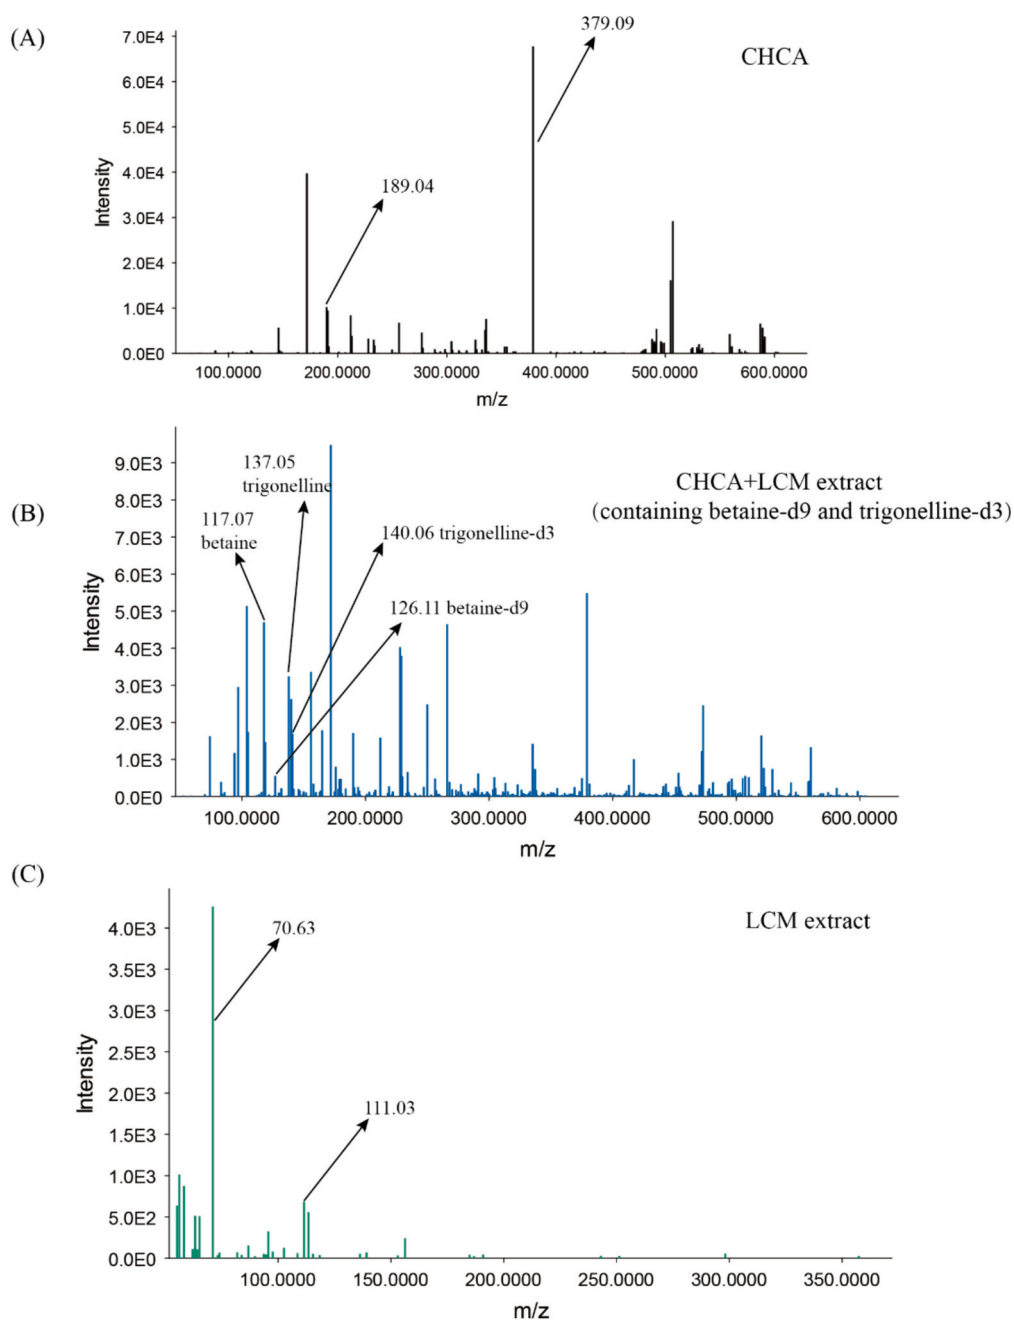 (A)
379.09
CHCA
7.0E4
6.0E4
5.0E4
4.0E4
3.0E4
2.0E4
1.0E4
0.0E0
Intensity
189.04
100.0000 200.0000 300.0000 400.0000 500.0000 600.0000
m/z
(B)
CHCA+LCM extract
(containing betaine-d9 and trigonelline-d3)
137.05
trigonelline
117.07
betaine
140.06 trigonelline-d3
126.11 betaine-d9
9.0E3
8.0E3
7.0E3
6.0E3
5.0E3
4.0E3
3.0E3
2.0E3
1.0E3
0.0E0
Intensity
100.0000 200.0000 300.0000 400.0000 500.0000 600.0000
m/z
(C)
LCM extract
70.63
111.03
4.0E3
3.5E3
3.0E3
2.5E3
2.0E3
1.5E3
1.0E3
5.0E2
0.0E0
Intensity
100.0000 150.0000 200.0000 250.0000 300.0000 350.0000
m/z